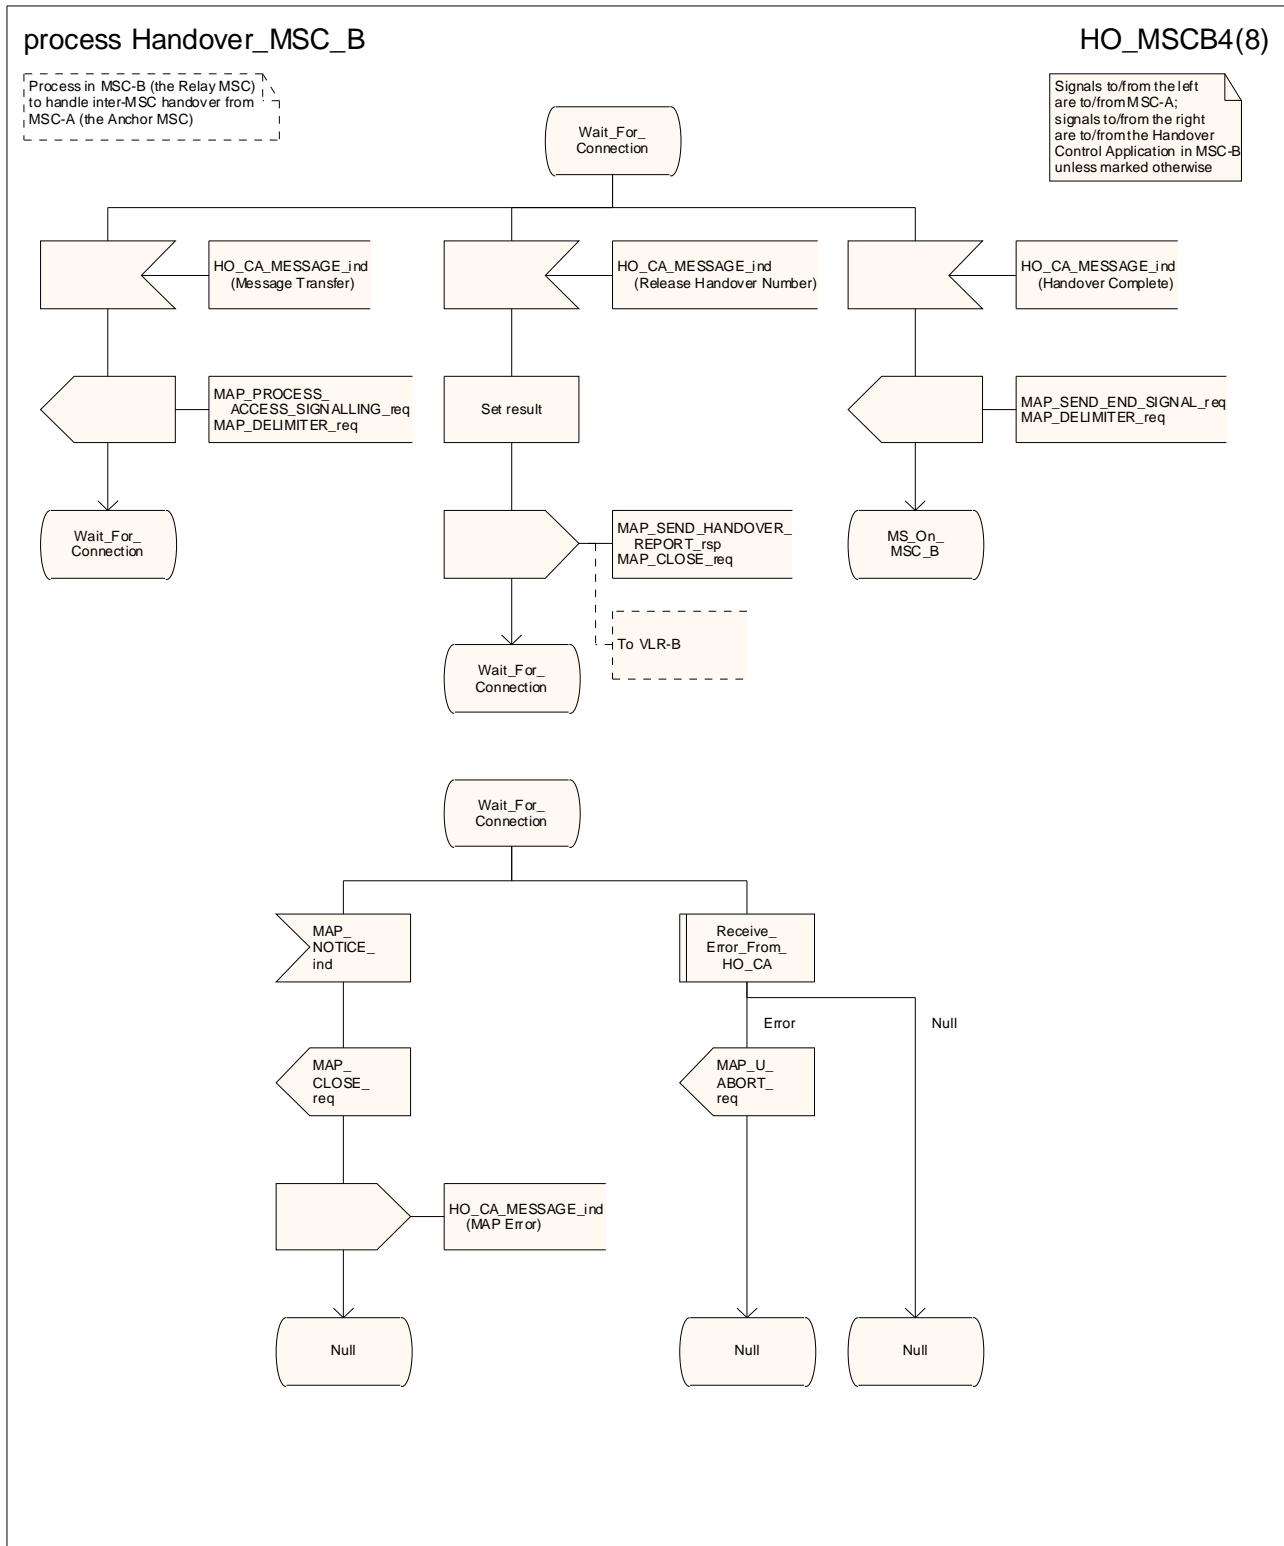 process Handover_MSC_B
HO_MSCB4(8)
Process in MSC-B (the Relay MSC)
to handle inter-MSC handover from
MSC-A (the Anchor MSC)
Signals to/from the left
are to/from MSC-A;
signals to/from the right
are to/from the Handover
Control Application in MSC-B
unless marked otherwise
Wait_For_
Connection
HO_CA_MESSAGE_ind
(Message Transfer)
HO_CA_MESSAGE_ind
(Release Handover Number)
HO_CA_MESSAGE_ind
(Handover Complete)
MAP_PROCESS_
ACCESS_SIGNALLING_req
MAP_DELIMITER_req
Set result
MAP_SEND_END_SIGNAL_req
MAP_DELIMITER_req
Wait_For_
Connection
MAP_SEND_HANDOVER_
REPORT_rsp
MAP_CLOSE_req
MS_On_
MSC_B
To VLR-B
Wait_For_
Connection
Wait_For_
Connection
MAP_
NOTICE_
ind
Receive_
Error_From_
HO_CA
Error
Null
MAP_
CLOSE_
req
MAP_U_
ABORT_
req
HO_CA_MESSAGE_ind
(MAP Error)
Null
Null
Null